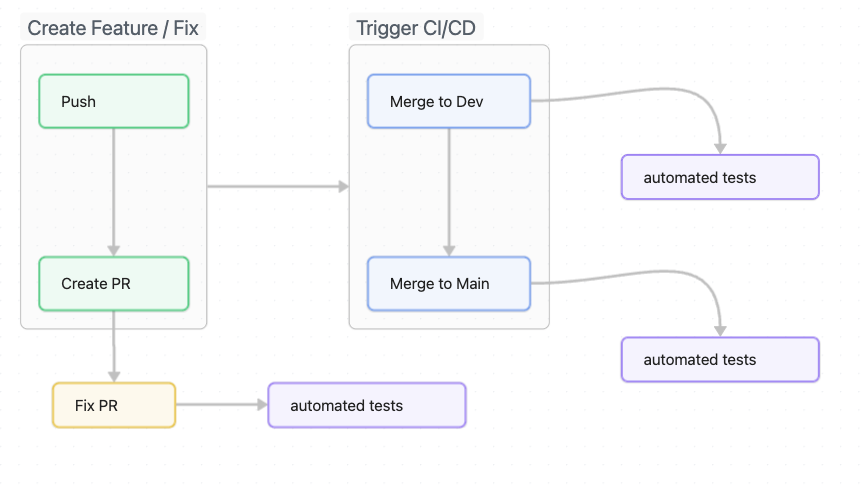 Create Feature / Fix
Push
Create PR
Fix PR
automated tests
Trigger CI/CD
Merge to Dev
Merge to Main
automated tests
automated tests